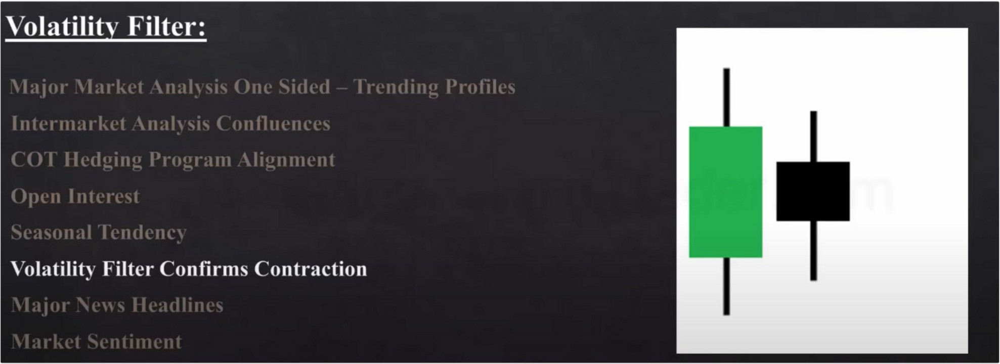 Volatility Filter:
Major Market Analysis One Sided – Trending Profiles
Intermarket Analysis Confluences
COT Hedging Program Alignment
Open Interest
Seasonal Tendency
Volatility Filter Confirms Contraction
Major News Headlines
Market Sentiment